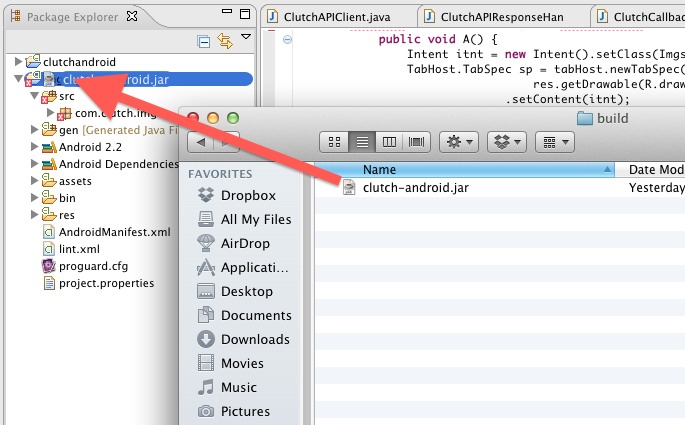 Package Explorer
ClutchAPIClient.java
ClutchAPIResponseHan
ClutchCallbac
clutchandroid
android.jar
src
com.clutch.img
gen [Generated Java Fi
Android 2.2
Android Dependencies
assets
bin
res
AndroidManifest.xml
lint.xml
proguard.cfg
project.properties
public void A() {
Intent itnt = new Intent().setClass(Imgs
TabHost.TabSpec sp = tabHost.newTabSpec(
res.getDrawable(R.draw
.setContent(itnt);
build
FAVORITES
Dropbox
All My Files
AirDrop
Applicati...
Desktop
Documents
Downloads
Movies
Music
Pictures
Name
Date Mod
clutch-android.jar
Yesterday